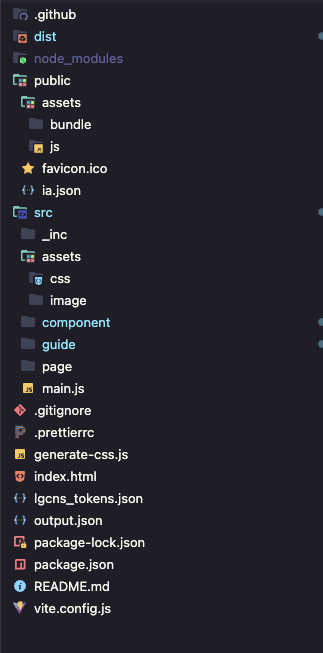 .github
dist
node_modules
public
assets
bundle
js
favicon.ico
ia.json
src
_inc
assets
css
image
component
guide
page
main.js
.gitignore
.prettierrc
generate-css.js
index.html
lgcns_tokens.json
output.json
package-lock.json
package.json
README.md
vite.config.js